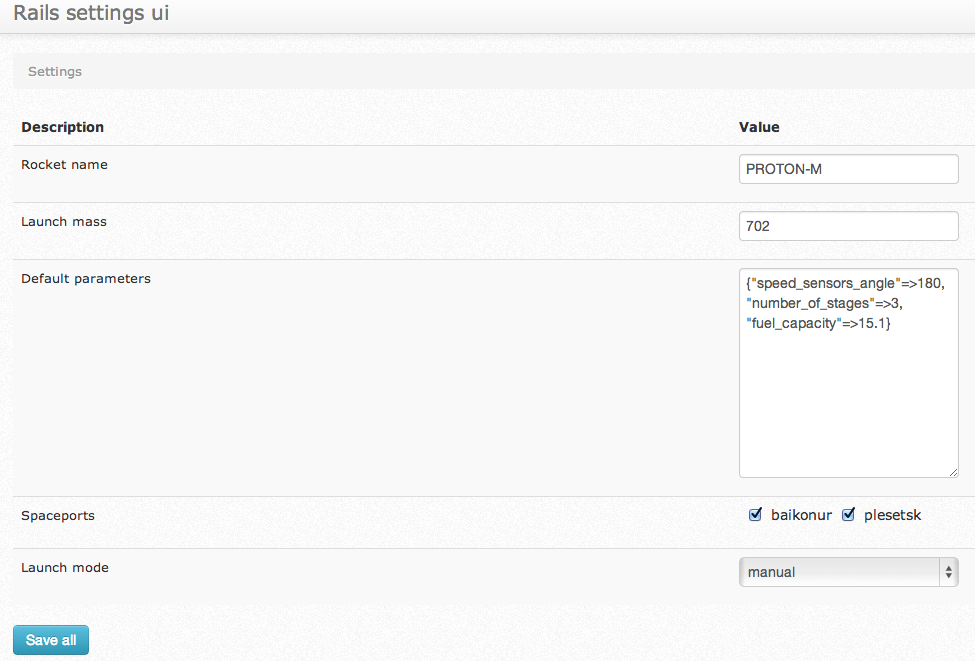 Rails settings ui
Settings
Description Value
Rocket name PROTON-M
Launch mass 702
Default parameters {"speed_sensors_angle"=>180,
"number_of_stages"=>3,
"fuel_capacity"=>15.1}
Spaceports baikonur plesetsk
Launch mode manual
Save all